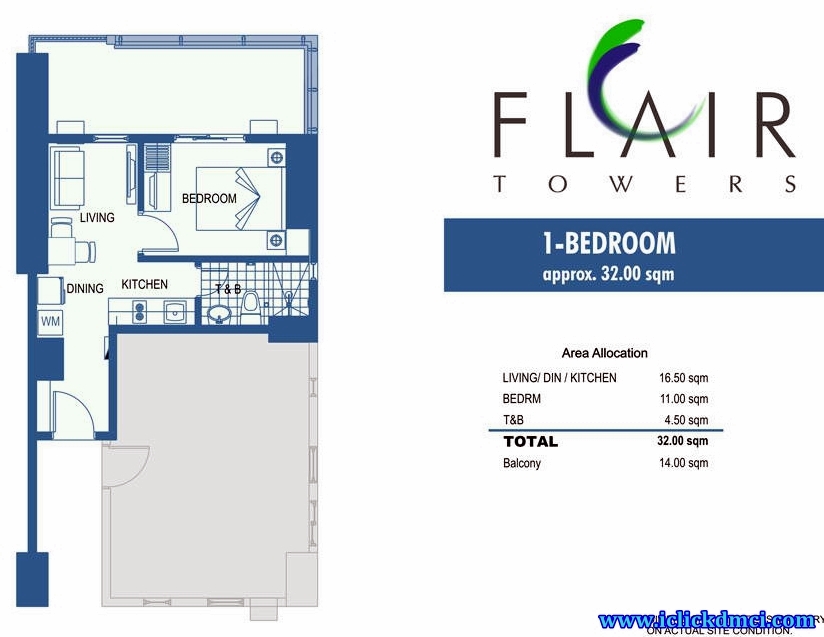 FLAIR
TOWERS
1-BEDROOM
approx. 32.00 sqm
Area Allocation
LIVING/ DIN / KITCHEN 16.50 sqm
BEDRM 11.00 sqm
T&B 4.50 sqm
TOTAL 32.00 sqm
Balcony 14.00 sqm
BEDROOM
LIVING
DINING
KITCHEN
T & B
WM
www.iclickdmci.com
ON ACTUAL SITE CONDITION.